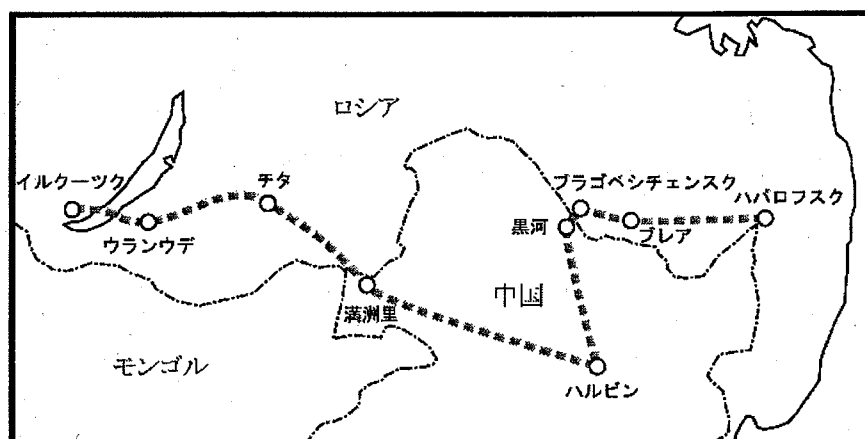 ロシア
イルクーツク
チタ
ブラゴベシチェンスク
ハバロフスク
ウランウデ
黒河
ブレア
満洲里
中国
モンゴル
ハルビン